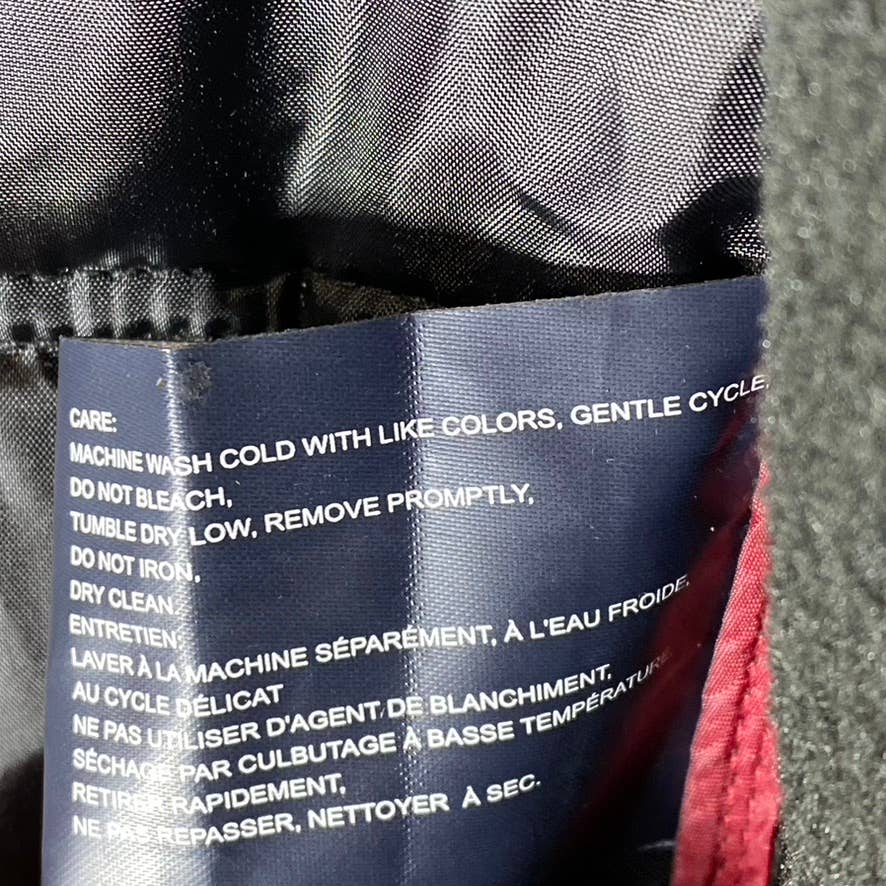 CARE:
MACHINE WASH COLD WITH LIKE COLORS, GENTLE CYCLE,
DO NOT BLEACH,
TUMBLE DRY LOW, REMOVE PROMPTLY,
DO NOT IRON,
DRY CLEAN.
ENTRETIEN:
LAVER À LA MACHINE SÉPARÉMENT, À L'EAU FROIDE,
AU CYCLE DÉLICAT
NE PAS UTILISER D'AGENT DE BLANCHIMENT,
SÉCHAGE PAR CULBUTAGE À BASSE TEMPÉRATURE
RETIRER RAPIDEMENT,
NE PAS REPASSER, NETTOYER À SEC.